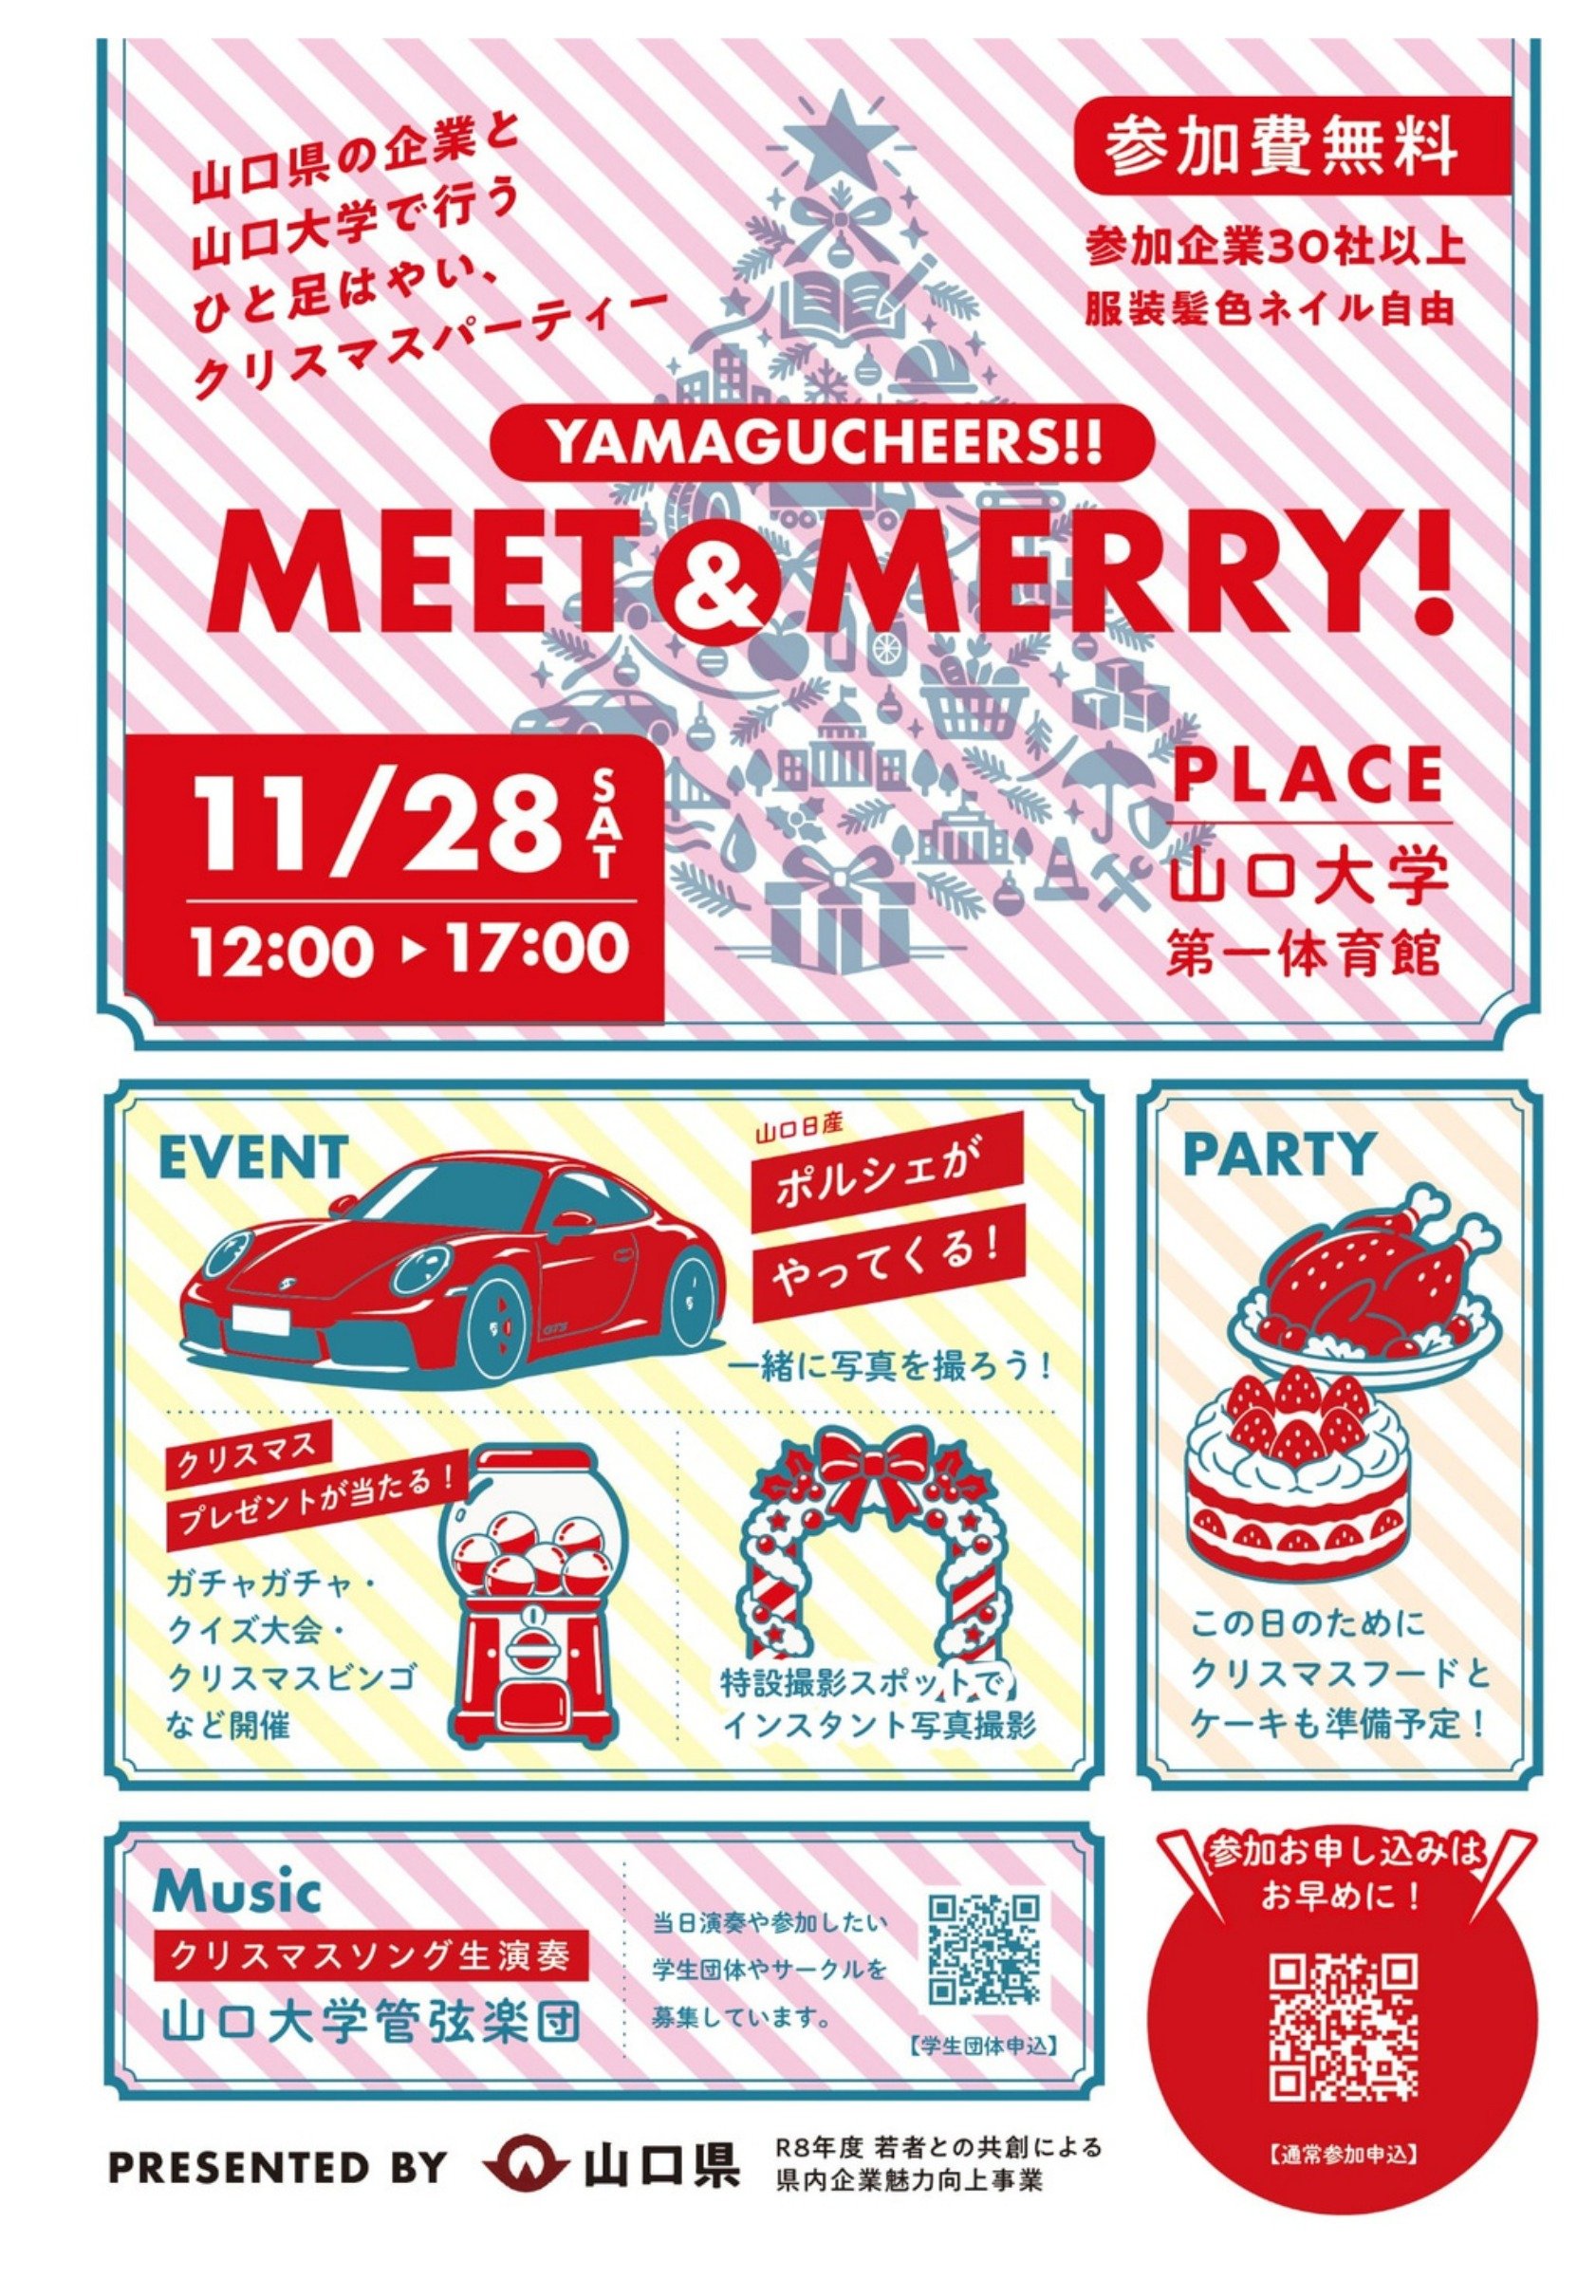 山口県の企業と
山口大学で行う
ひと足はやい、
クリスマスパーティー
参加費無料
参加企業30社以上
服装髪色ネイル自由
YAMAGUCHEERS!!
MEET&MERRY!
11/28 SAT
12:00 ▶ 17:00
PLACE
山口大学
第一体育館
EVENT
山口日産
ポルシェが
やってくる!
一緒に写真を撮ろう!
クリスマス
プレゼントが当たる!
ガチャガチャ・
クイズ大会・
クリスマスビンゴ
など開催
特設撮影スポットで
インスタント写真撮影
PARTY
この日のために
クリスマスフードと
ケーキも準備予定!
Music
クリスマスソング生演奏
山口大学管弦楽団
当日演奏や参加したい
学生団体やサークルを
募集しています。
【学生団体申込】
参加お申し込みは
お早めに!
【通常参加申込】
PRESENTED BY 山口県
R8年度 若者との共創による
県内企業魅力向上事業
GTS